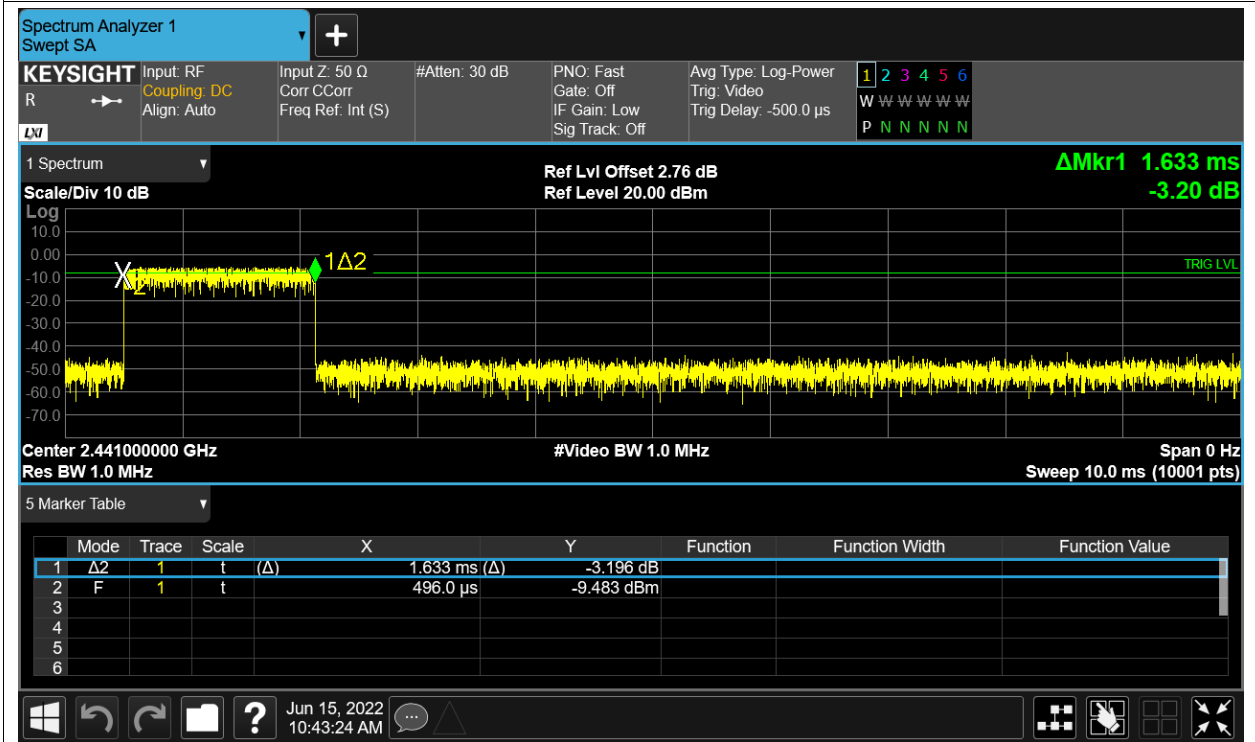 Spectrum Analyzer 1
Swept SA
KEYSIGHT
R
LXI
Input: RF
Coupling: DC
Align: Auto
Input Z: 50 Ω
Corr CCorr
Freq Ref: Int (S)
#Atten: 30 dB
PNO: Fast
Gate: Off
IF Gain: Low
Sig Track: Off
Avg Type: Log-Power
Trig: Video
Trig Delay: -500.0 µs
1 2 3 4 5 6
W W W W W W
P N N N N N
1 Spectrum
Scale/Div 10 dB
Ref Lvl Offset 2.76 dB
Ref Level 20.00 dBm
ΔMkr1 1.633 ms
-3.20 dB
Log
10.0
0.00
-10.0
-20.0
-30.0
-40.0
-50.0
-60.0
-70.0
X
2
1Δ2
TRIG LVL
Center 2.441000000 GHz
#Video BW 1.0 MHz
Span 0 Hz
Res BW 1.0 MHz
Sweep 10.0 ms (10001 pts)
5 Marker Table
Mode Trace Scale X Y Function Function Width Function Value
1 Δ2 1 t (Δ) 1.633 ms (Δ) -3.196 dB
2 F 1 t 496.0 µs -9.483 dBm
3
4
5
6
?
Jun 15, 2022
10:43:24 AM